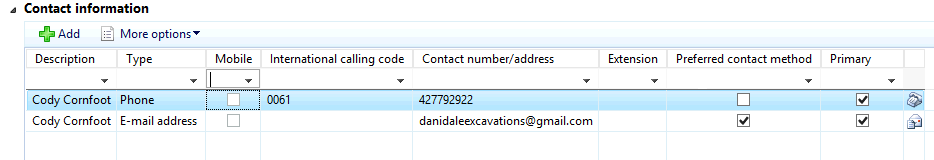 Contact information
Add More options
Description Type Mobile International calling code Contact number/address Extension Preferred contact method Primary
Cody Cornfoot Phone 0061 427792922
Cody Cornfoot E-mail address danidaleexcavations@gmail.com